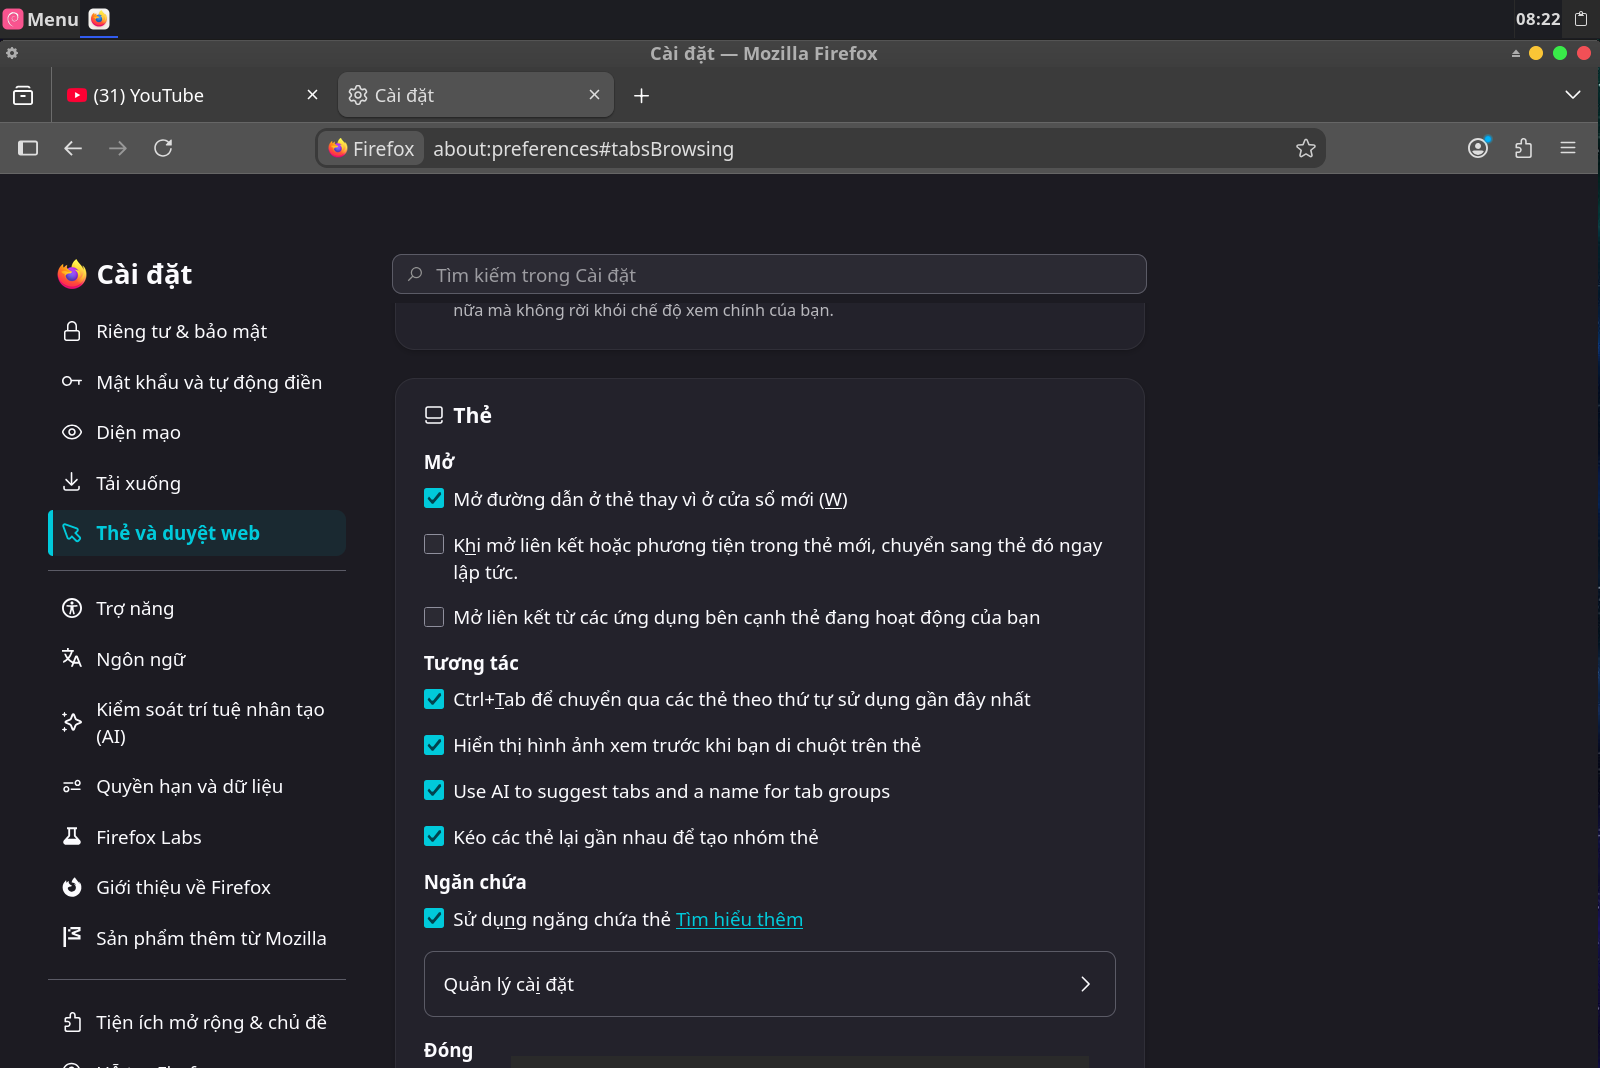 Menu
08:22
Cài đặt — Mozilla Firefox
(31) YouTube
Cài đặt
Firefox
about:preferences#tabsBrowsing
Cài đặt
Tìm kiếm trong Cài đặt
Riêng tư & bảo mật
Mật khẩu và tự động điền
Diện mạo
Tải xuống
Thẻ và duyệt web
Trợ năng
Ngôn ngữ
Kiểm soát trí tuệ nhân tạo
(AI)
Quyền hạn và dữ liệu
Firefox Labs
Giới thiệu về Firefox
Sản phẩm thêm từ Mozilla
Tiện ích mở rộng & chủ đề
nữa mà không rời khỏi chế độ xem chính của bạn.
Thẻ
Mở
Mở đường dẫn ở thẻ thay vì ở cửa sổ mới (W)
Khi mở liên kết hoặc phương tiện trong thẻ mới, chuyển sang thẻ đó ngay
lập tức.
Mở liên kết từ các ứng dụng bên cạnh thẻ đang hoạt động của bạn
Tương tác
Ctrl+Tab để chuyển qua các thẻ theo thứ tự sử dụng gần đây nhất
Hiển thị hình ảnh xem trước khi bạn di chuột trên thẻ
Use AI to suggest tabs and a name for tab groups
Kéo các thẻ lại gần nhau để tạo nhóm thẻ
Ngăn chứa
Sử dụng ngăng chứa thẻ Tìm hiểu thêm
Quản lý cài đặt
Đóng